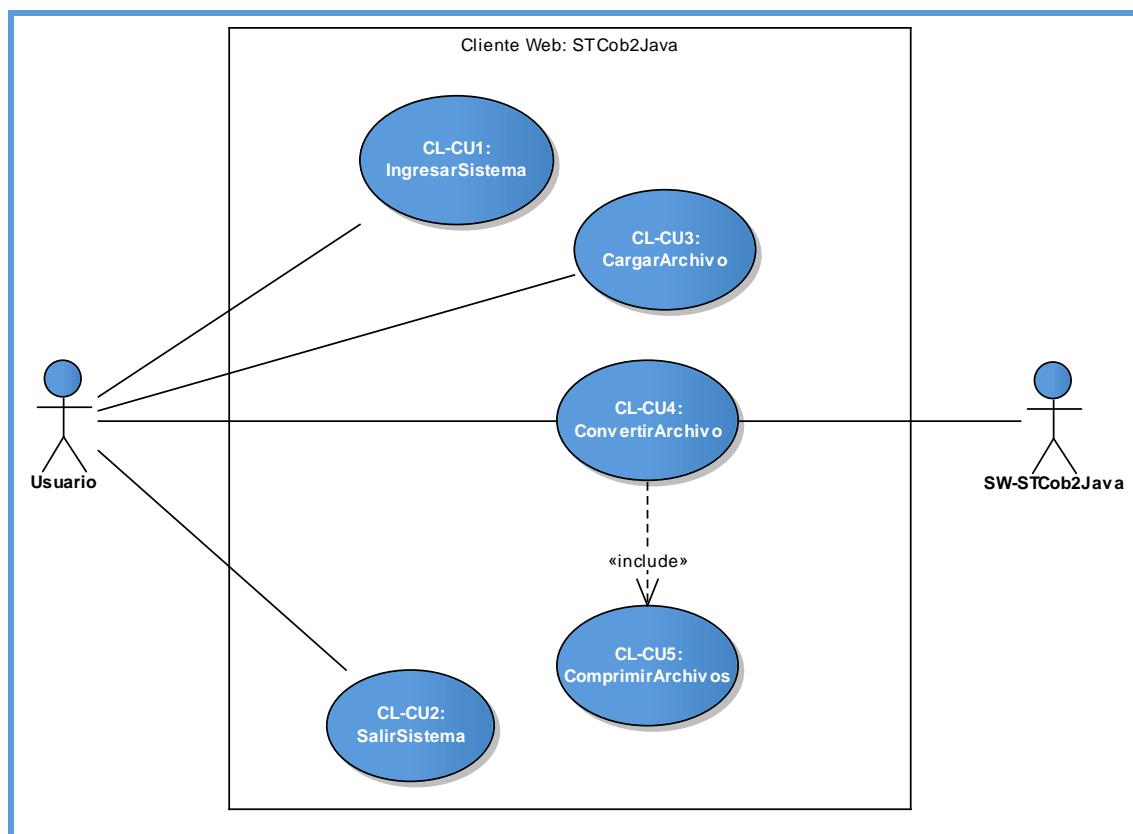 Cliente Web: STCob2Java
CL-CU1:
IngresarSistema
CL-CU3:
CargarArchivo
CL-CU4:
ConvertirArchivo
Usuario
SW-STCob2Java
«include»
CL-CU5:
ComprimirArchivos
CL-CU2:
SalirSistema